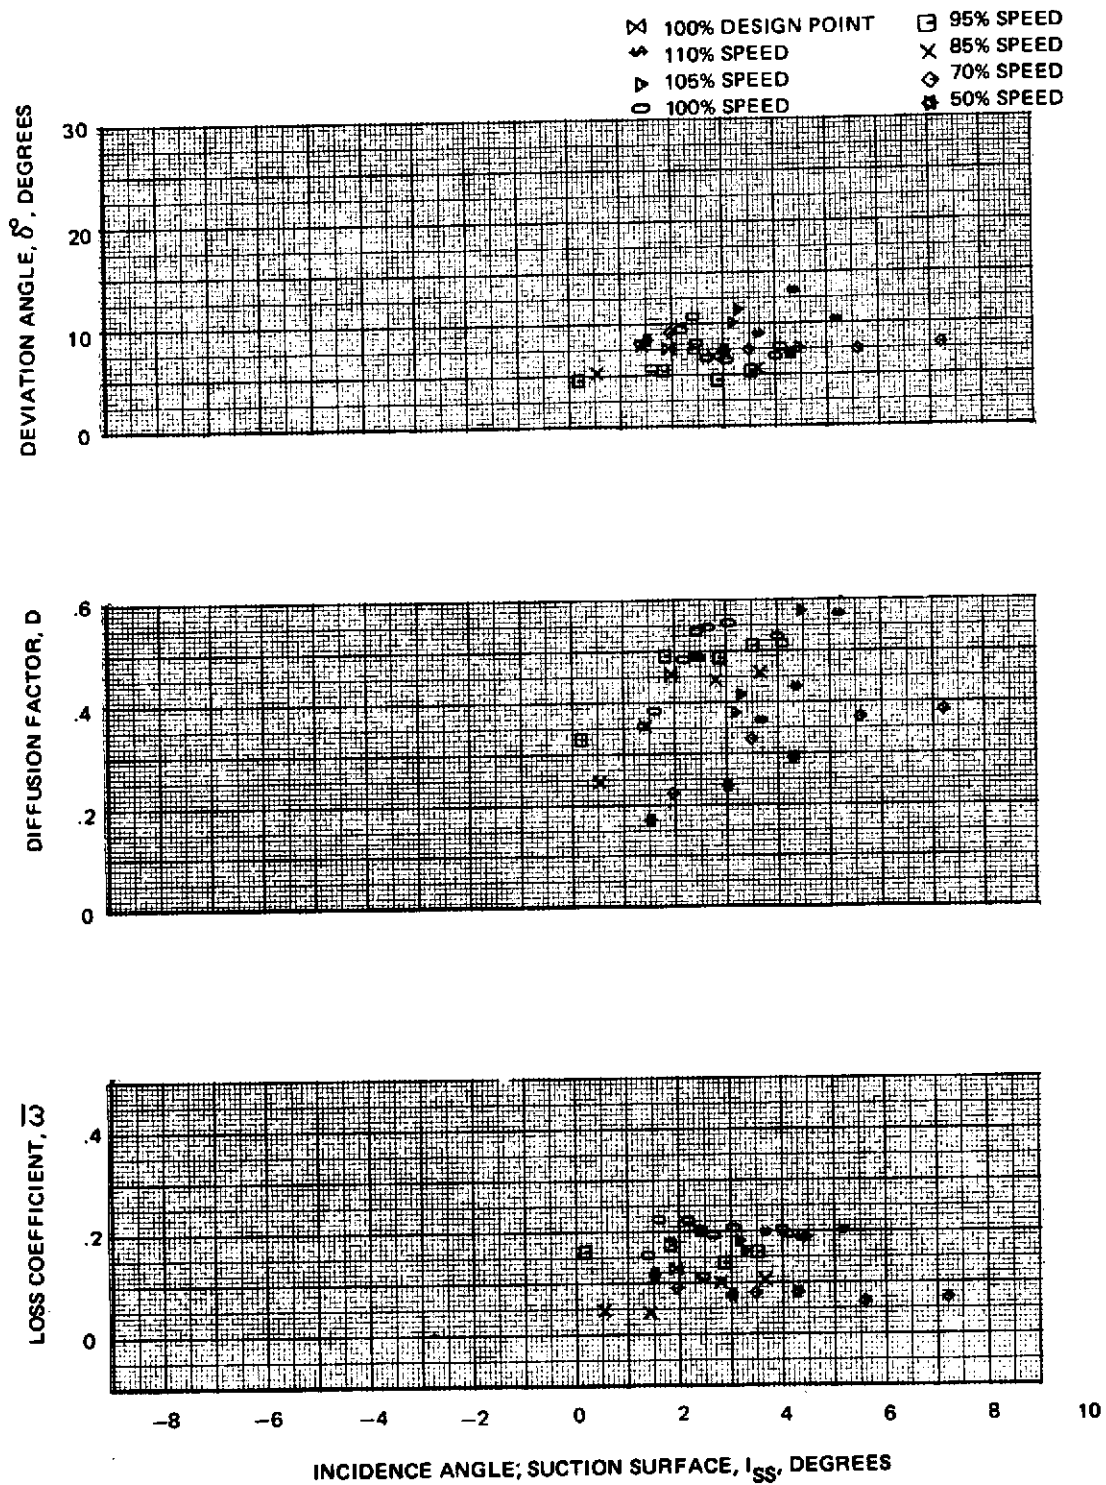 100% DESIGN POINT
110% SPEED
105% SPEED
100% SPEED
95% SPEED
85% SPEED
70% SPEED
50% SPEED
DEVIATION ANGLE, δ°, DEGREES
30
20
10
0
DIFFUSION FACTOR, D
.6
.4
.2
0
LOSS COEFFICIENT, ω̅
.4
.2
0
−8 −6 −4 −2 0 2 4 6 8 10
INCIDENCE ANGLE; SUCTION SURFACE, I_SS, DEGREES